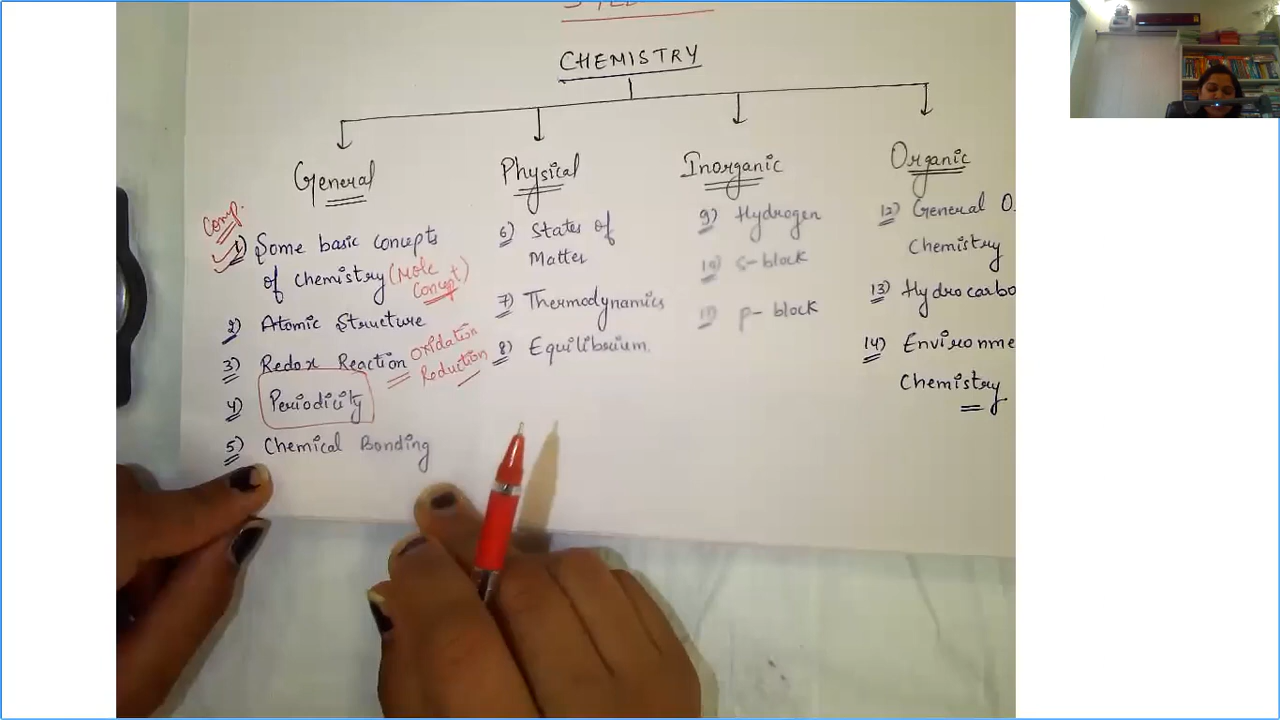 CHEMISTRY
General
Comp.
1) Some basic concepts
of chemistry (Mole
Concept)
2) Atomic Structure
3) Redox Reaction Oxidation
Reduction
4) Periodicity
5) Chemical Bonding
Physical
6) States of
Matter
7) Thermodynamics
8) Equilibrium.
Inorganic
9) Hydrogen
10) s-block
11) p-block
Organic
12) General O
Chemistry
13) Hydrocarbo
14) Environme
Chemistry